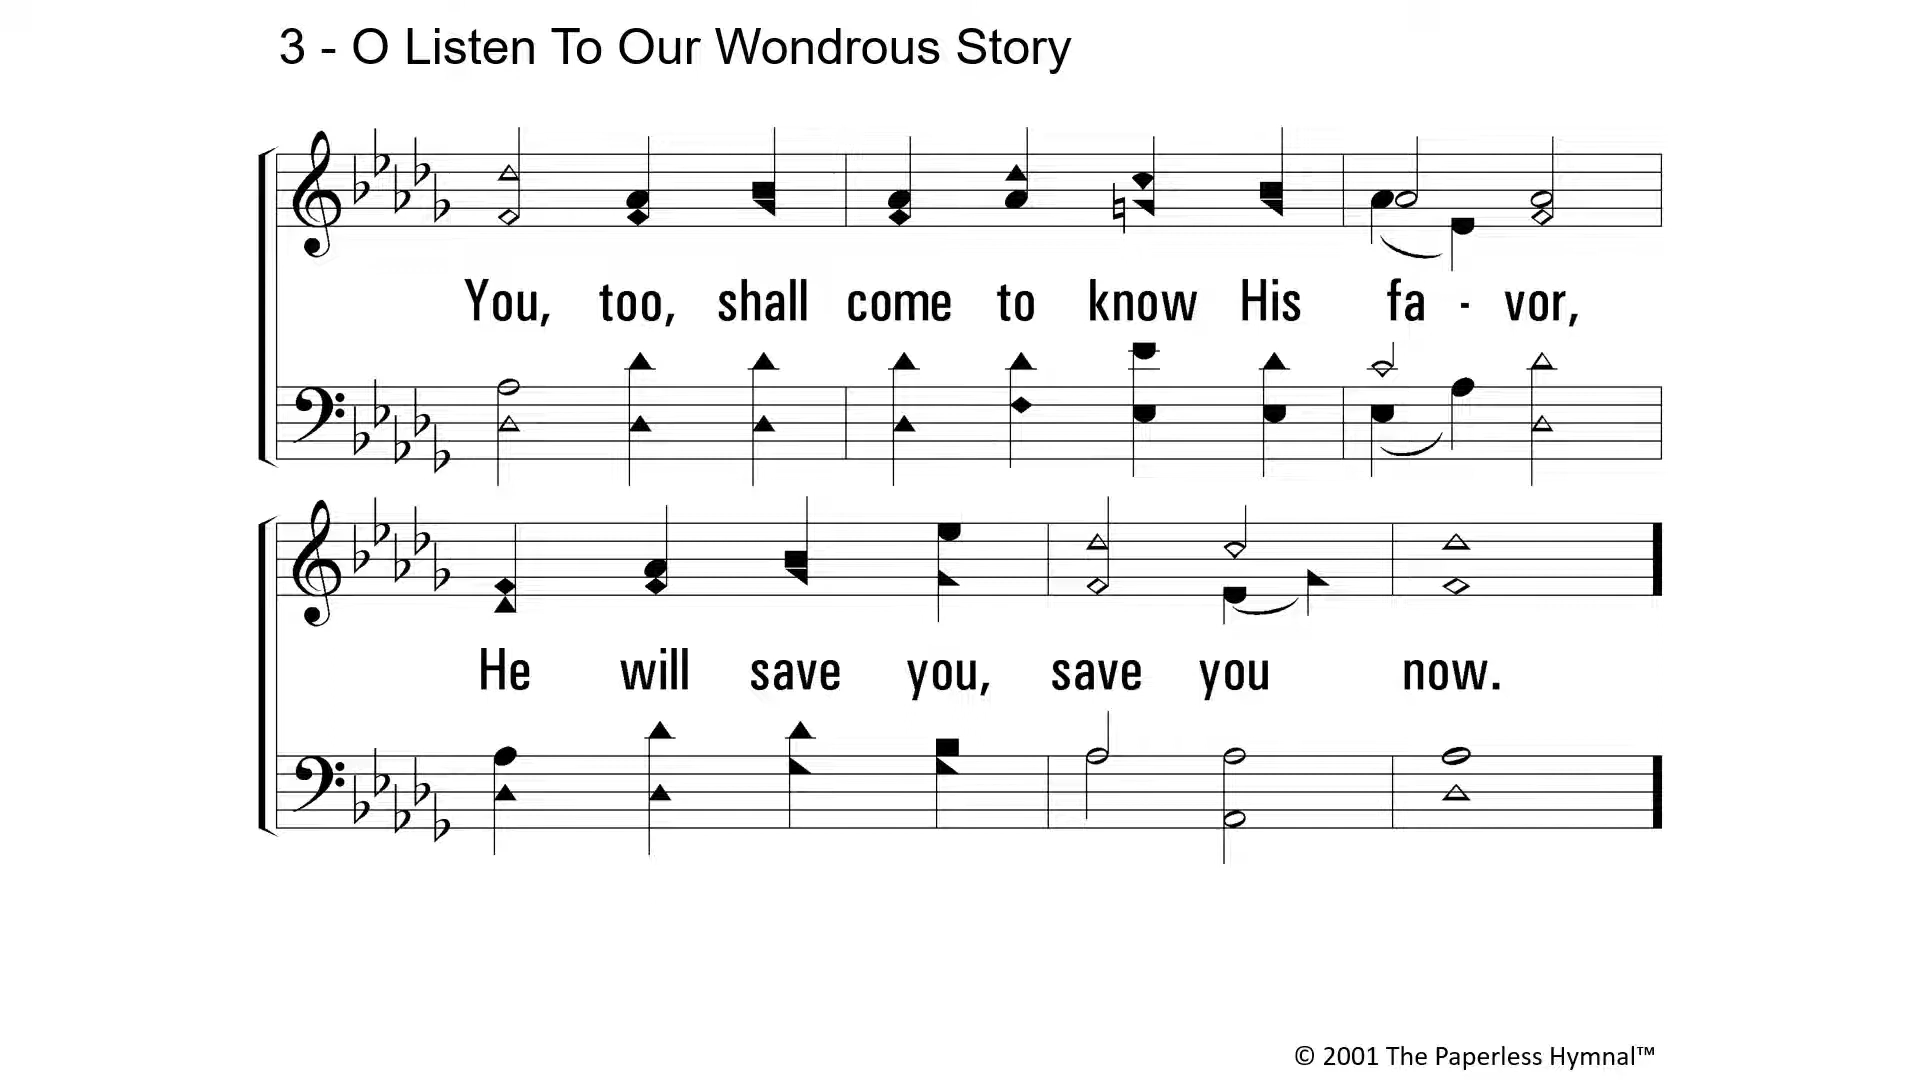 3 - O Listen To Our Wondrous Story
You, too, shall come to know His fa - vor,
He will save you, save you now.
© 2001 The Paperless Hymnal™